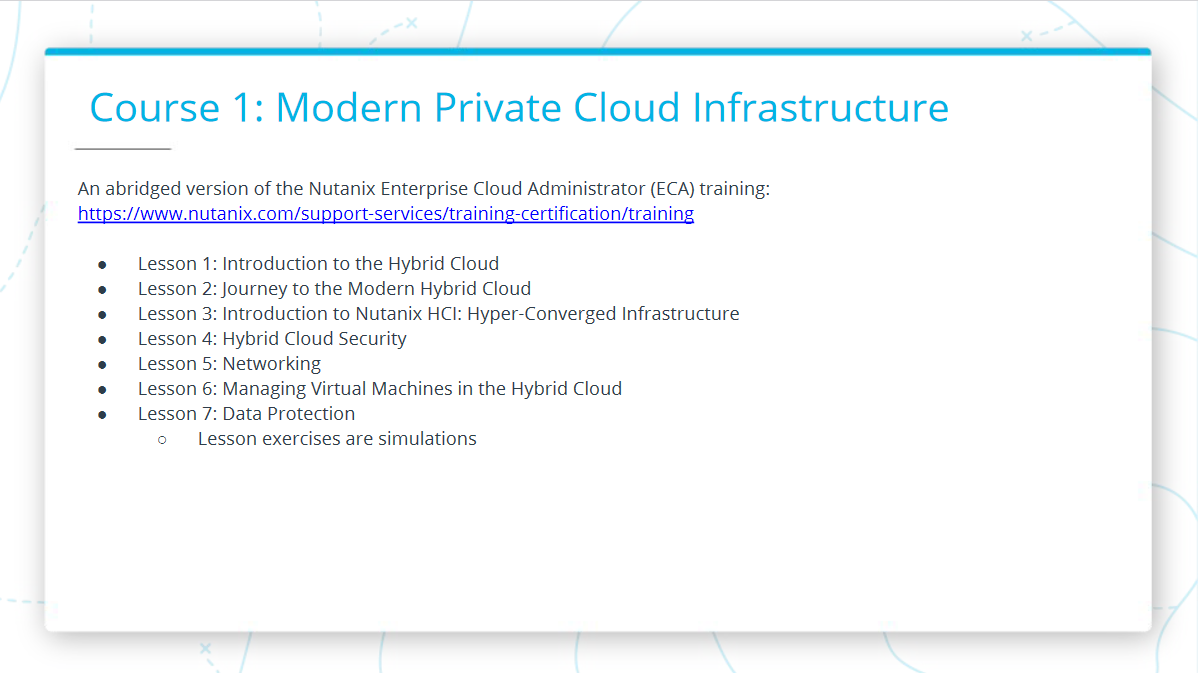 Course 1: Modern Private Cloud Infrastructure
An abridged version of the Nutanix Enterprise Cloud Administrator (ECA) training:
https://www.nutanix.com/support-services/training-certification/training
● Lesson 1: Introduction to the Hybrid Cloud
● Lesson 2: Journey to the Modern Hybrid Cloud
● Lesson 3: Introduction to Nutanix HCI: Hyper-Converged Infrastructure
● Lesson 4: Hybrid Cloud Security
● Lesson 5: Networking
● Lesson 6: Managing Virtual Machines in the Hybrid Cloud
● Lesson 7: Data Protection
○ Lesson exercises are simulations